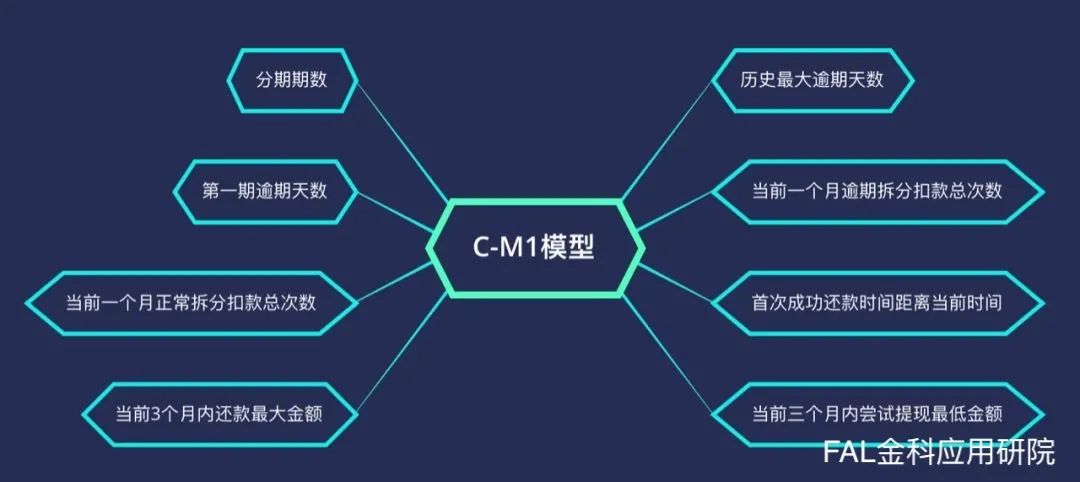 分期期数
历史最大逾期天数
第一期逾期天数
当前一个月逾期拆分扣款总次数
C-M1模型
当前一个月正常拆分扣款总次数
首次成功还款时间距离当前时间
当前3个月内还款最大金额
当前三个月内尝试提现最低金额
FAL金科应用研院